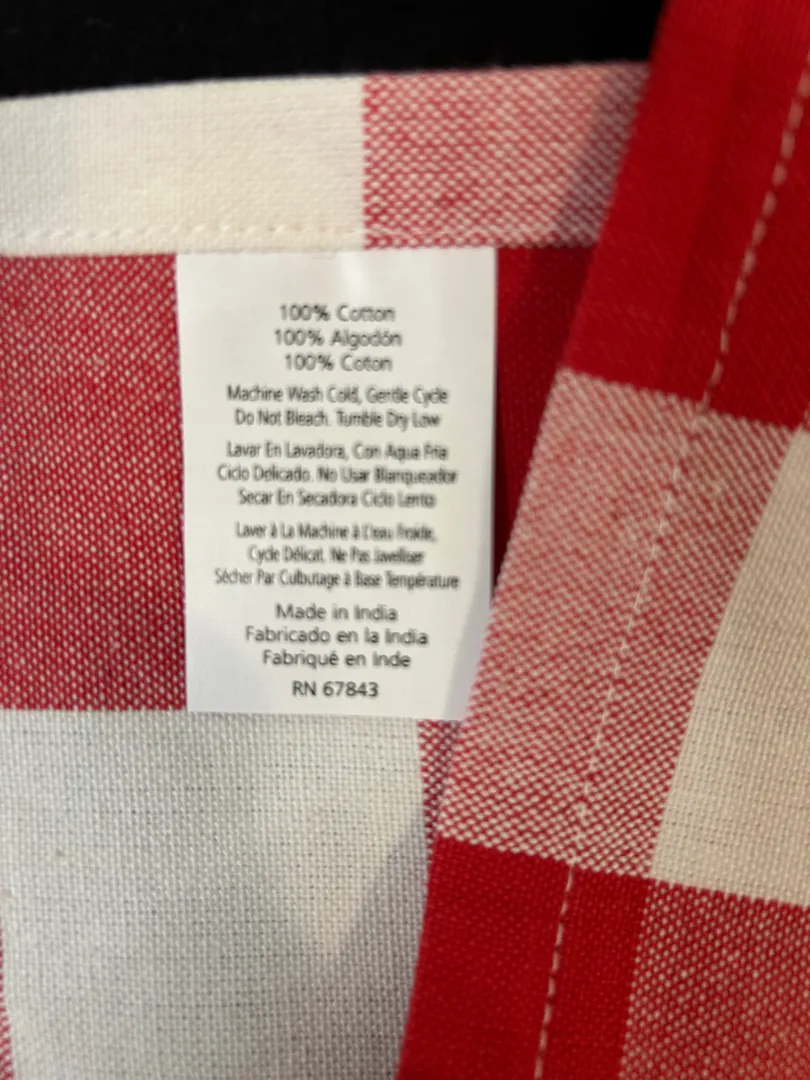 100% Cotton
100% Algodón
100% Coton
Machine Wash Cold, Gentle Cycle
Do Not Bleach. Tumble Dry Low
Lavar En Lavadora, Con Agua Fria
Ciclo Delicado. No Usar Blanqueador
Secar En Secadora Ciclo Lento
Laver à La Machine à L'eau froide,
Cycle Délicat. Ne Pas Javelliser
Sécher Par Culbutage à Base Température
Made in India
Fabricado en la India
Fabriqué en Inde
RN 67843